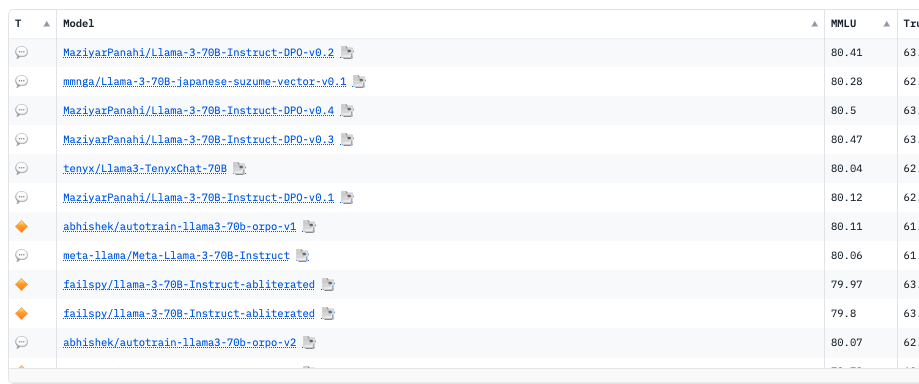 T Model MMLU Tru
MaziyarPanahi/Llama-3-70B-Instruct-DPO-v0.2 80.41 63.
mmnga/Llama-3-70B-japanese-suzume-vector-v0.1 80.28 62.
MaziyarPanahi/Llama-3-70B-Instruct-DPO-v0.4 80.5 63.
MaziyarPanahi/Llama-3-70B-Instruct-DPO-v0.3 80.47 63.
tenyx/Llama3-TenyxChat-70B 80.04 62.
MaziyarPanahi/Llama-3-70B-Instruct-DPO-v0.1 80.12 62.
abhishek/autotrain-llama3-70b-orpo-v1 80.11 61.
meta-llama/Meta-Llama-3-70B-Instruct 80.06 61.
failspy/llama-3-70B-Instruct-abliterated 79.97 63.
failspy/llama-3-70B-Instruct-abliterated 79.8 63.
abhishek/autotrain-llama3-70b-orpo-v2 80.07 62.